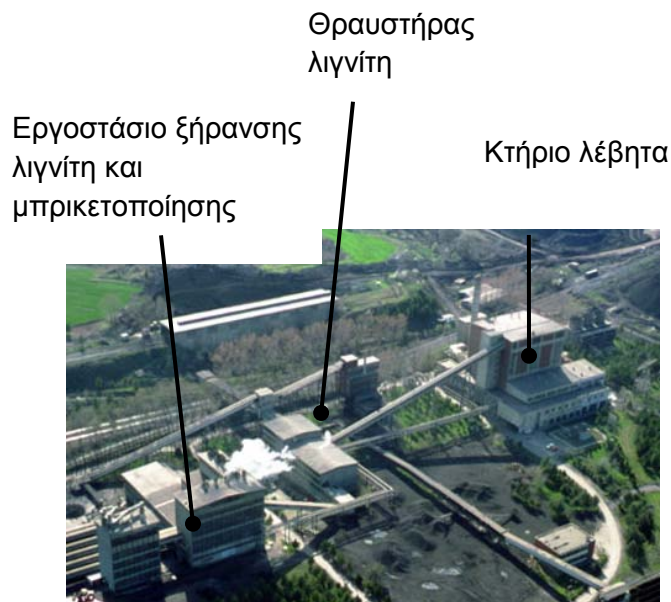 Θραυστήρας
λιγνίτη
Εργοστάσιο ξήρανσης
λιγνίτη και
μπρικετοποίησης
Κτήριο λέβητα